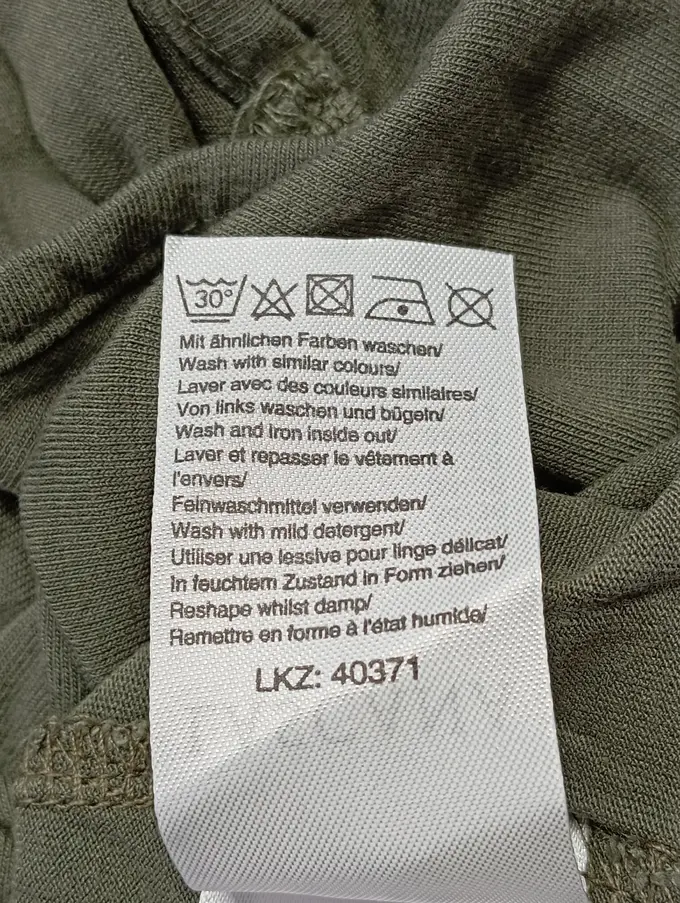 30°
Mit ähnlichen Farben waschen/
Wash with similar colours/
Laver avec des couleurs similaires/
Von links waschen und bügeln/
Wash and iron inside out/
Laver et repasser le vêtement à
l'envers/
Feinwaschmittel verwenden/
Wash with mild detergent/
Utiliser une lessive pour linge délicat/
In feuchtem Zustand in Form ziehen/
Reshape whilst damp/
Remettre en forme à l'état humide/
LKZ: 40371